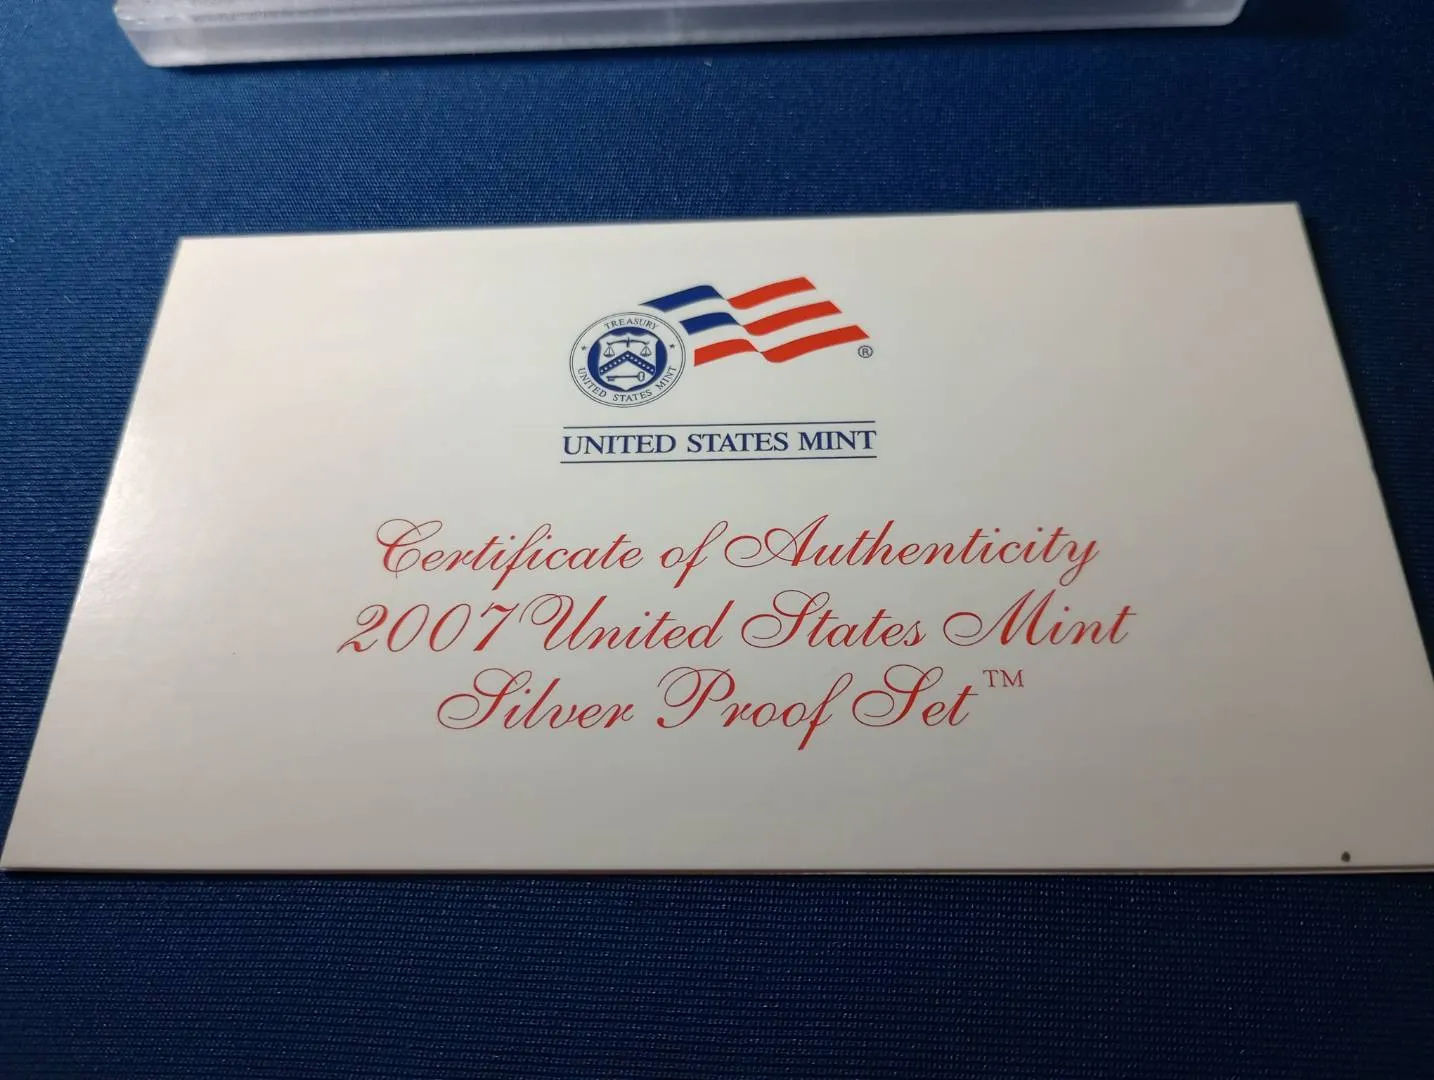 TREASURY
UNITED STATES MINT
®
UNITED STATES MINT
Certificate of Authenticity
2007 United States Mint
Silver Proof Set™